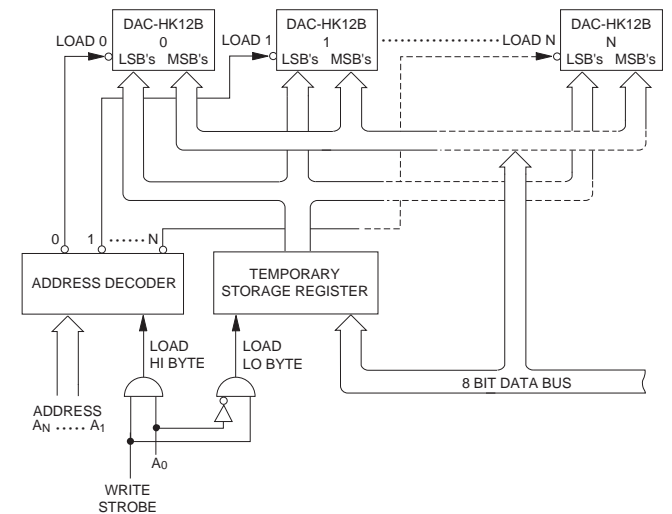 DAC-HK12B
0
LSB's MSB's
LOAD 0
DAC-HK12B
1
LSB's MSB's
LOAD 1
DAC-HK12B
N
LSB's MSB's
LOAD N
0 1 ······ N
ADDRESS DECODER
TEMPORARY
STORAGE REGISTER
LOAD
HI BYTE
LOAD
LO BYTE
8 BIT DATA BUS
ADDRESS
AN ····· A1
A0
WRITE
STROBE